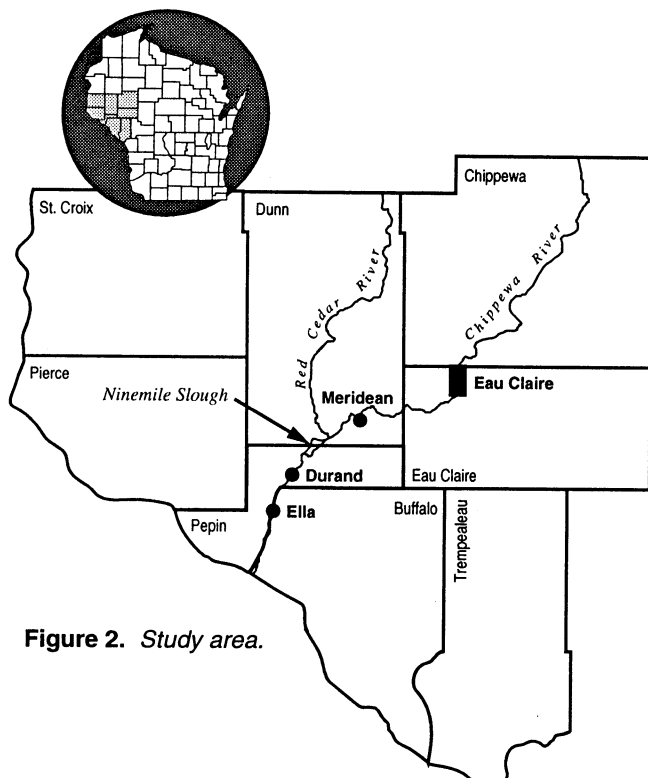 St. Croix
Dunn
Chippewa
Red Cedar River
Chippewa River
Pierce
Ninemile Slough
Meridean
Eau Claire
Durand
Eau Claire
Ella
Pepin
Buffalo
Trempealeau
Figure 2. Study area.